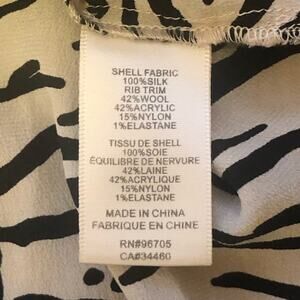 SHELL FABRIC
100%SILK
RIB TRIM
42%WOOL
42%ACRYLIC
15%NYLON
1%ELASTANE
TISSU DE SHELL
100%SOIE
ÉQUILIBRE DE NERVURE
42%LAINE
42%ACRYLIQUE
15%NYLON
1%ELASTANE
MADE IN CHINA
FABRIQUE EN CHINE
RN#96705
CA#34460